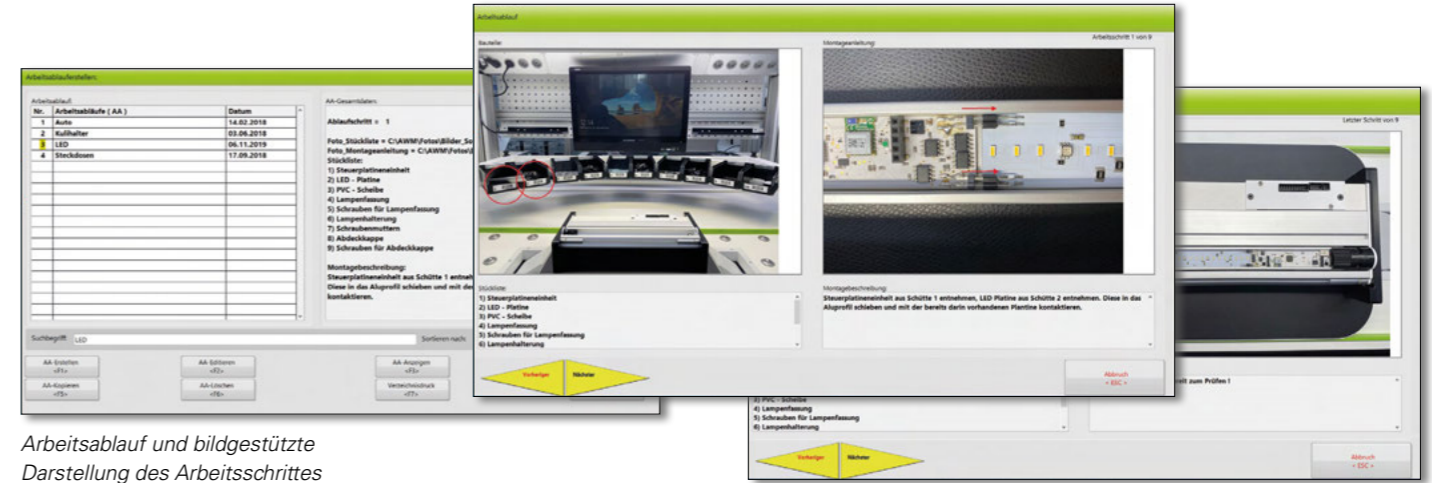 Arbeitsablauferstellen:
Arbeitsablauf:
Nr. Arbeitsabläufe ( AA ) Datum
1 Auto 14.02.2018
2 Kulihalter 03.06.2018
3 LED 06.11.2019
4 Steckdosen 17.09.2018
AA-Gesamtdaten:
Ablaufschritt = 1
Foto_Stückliste = C:\AWM\Fotos\Bilder_So
Foto_Montageanleitung = C:\AWM\Fotos\
Stückliste:
1) Steuerplatineneinheit
2) LED - Platine
3) PVC - Scheibe
4) Lampenfassung
5) Schrauben für Lampenfassung
6) Lampenhalterung
7) Schraubenmuttern
8) Abdeckkappe
9) Schrauben für Abdeckkappe
Montagebeschreibung:
Steuerplatineneinheit aus Schütte 1 entneh
Diese in das Aluprofil schieben und mit der
kontaktieren.
Suchbegriff: LED
Sortieren nach:
AA-Erstellen
<F1>
AA-Editieren
<F2>
AA-Anzeigen
<F3>
AA-Kopieren
<F5>
AA-Löschen
<F6>
Verzeichnisdruck
<F7>
Arbeitsablauf
Arbeitsschritt 1 von 9
Bauteile:
Montageanleitung:
Stückliste:
1) Steuerplatineneinheit
2) LED - Platine
3) PVC - Scheibe
4) Lampenfassung
5) Schrauben für Lampenfassung
6) Lampenhalterung
Montagebeschreibung:
Steuerplatineneinheit aus Schütte 1 entnehmen, LED Platine aus Schütte 2 entnehmen. Diese in das
Aluprofil schieben und mit der bereits darin vorhandenen Plantine kontaktieren.
Vorheriger Nächster
Abbruch
< ESC >
Letzer Schritt von 9
reit zum Prüfen !
3) PVC - Scheibe
4) Lampenfassung
5) Schrauben für Lampenfassung
6) Lampenhalterung
Vorheriger Nächster
Abbruch
< ESC >
Arbeitsablauf und bildgestützte
Darstellung des Arbeitsschrittes